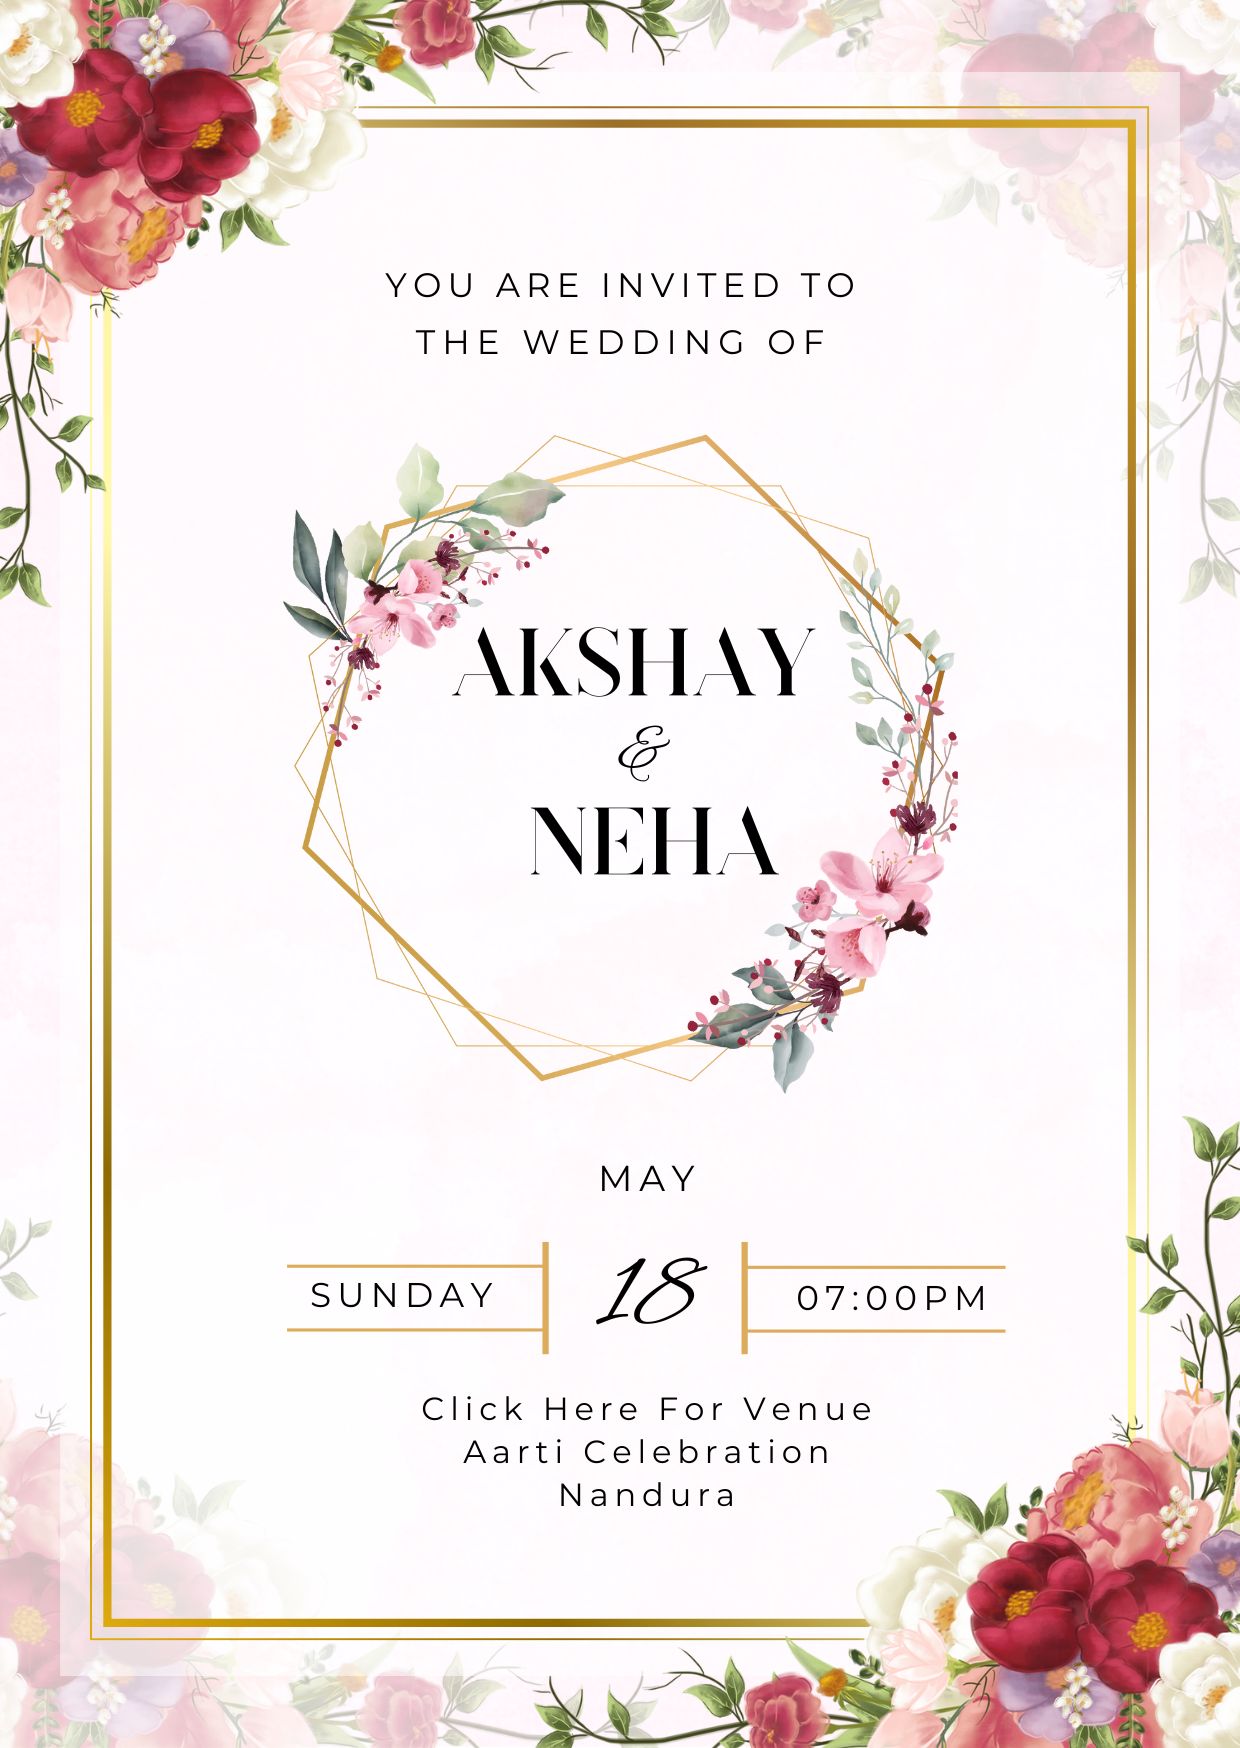 YOU ARE INVITED TO
THE WEDDING OF
AKSHAY
&
NEHA
MAY
SUNDAY 18 07:00PM
Click Here For Venue
Aarti Celebration
Nandura